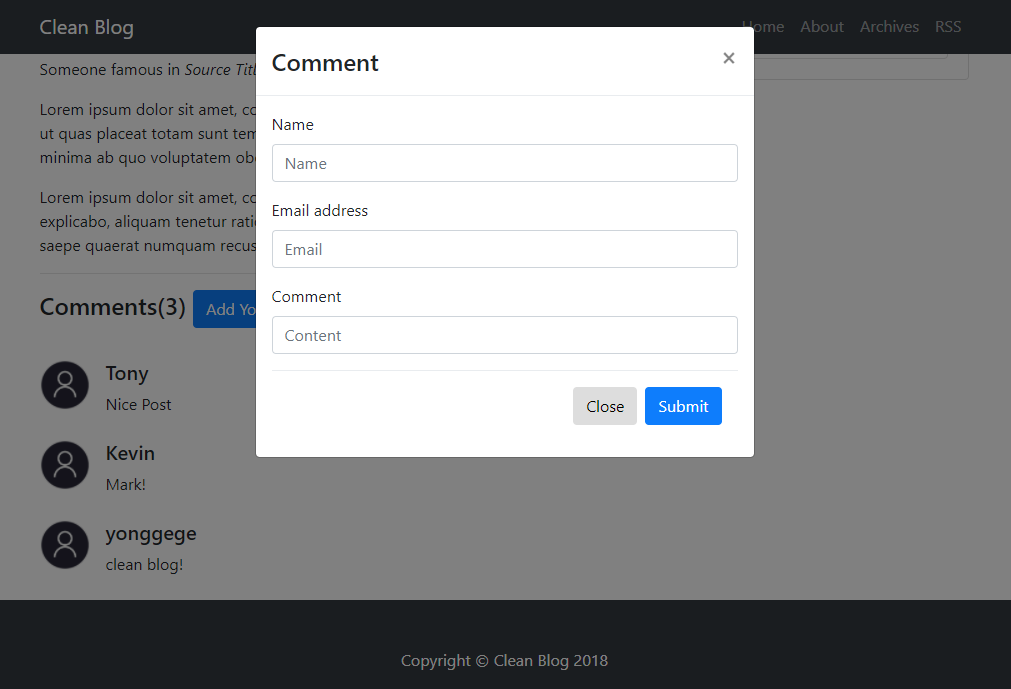 Clean Blog
Home About Archives RSS
Someone famous in Source Titl
Lorem ipsum dolor sit amet, co
ut quas placeat totam sunt tem
minima ab quo voluptatem ob
Lorem ipsum dolor sit amet, co
explicabo, aliquam tenetur rati
saepe quaerat numquam recus
Comments(3) Add Yo
Tony
Nice Post
Kevin
Mark!
yonggege
clean blog!
Comment ×
Name
Name
Email address
Email
Comment
Content
Close Submit
Copyright © Clean Blog 2018